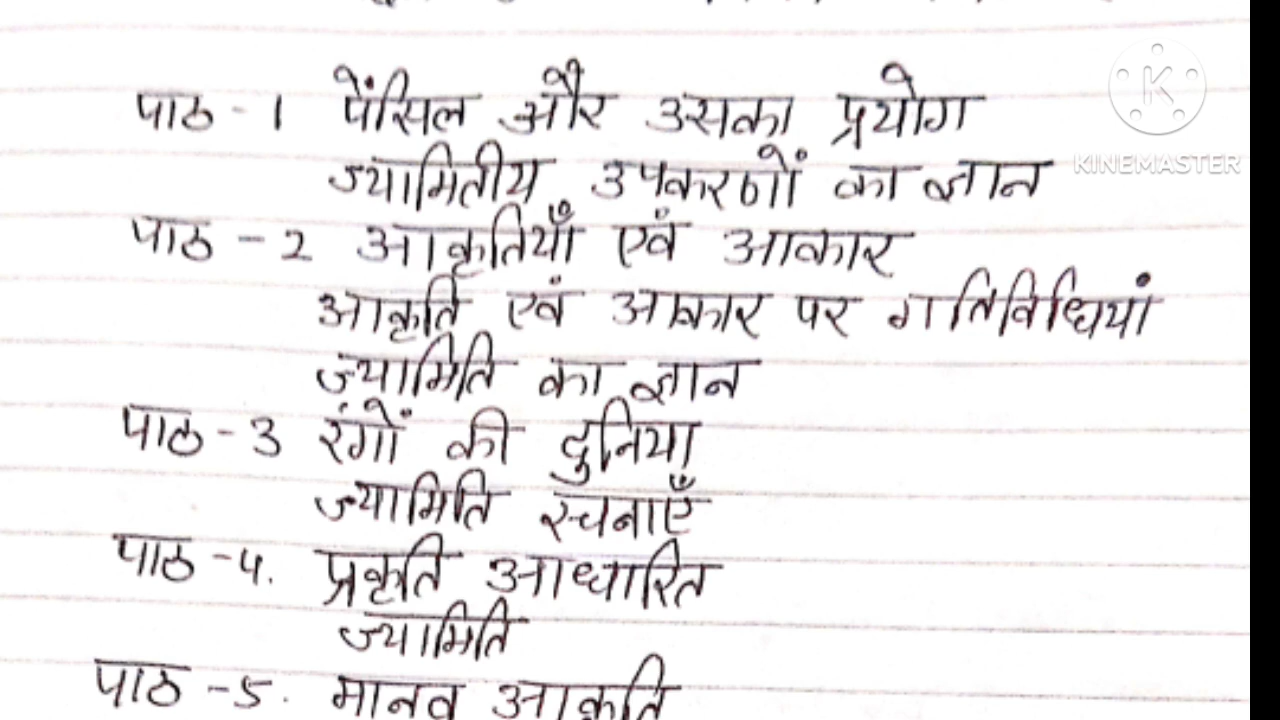 पाठ - 1 पेंसिल और उसका प्रयोग
ज्यामितीय उपकरणों का ज्ञान
पाठ - 2 आकृतियाँ एवं आकार
आकृति एवं आकार पर गतिविधियां
ज्यामिति का ज्ञान
पाठ - 3 रंगों की दुनिया
ज्यामिति रचनाएँ
पाठ - 4. प्रकृति आधारित
ज्यामिति
पाठ - 5. मानव आकृति
KINEMASTER